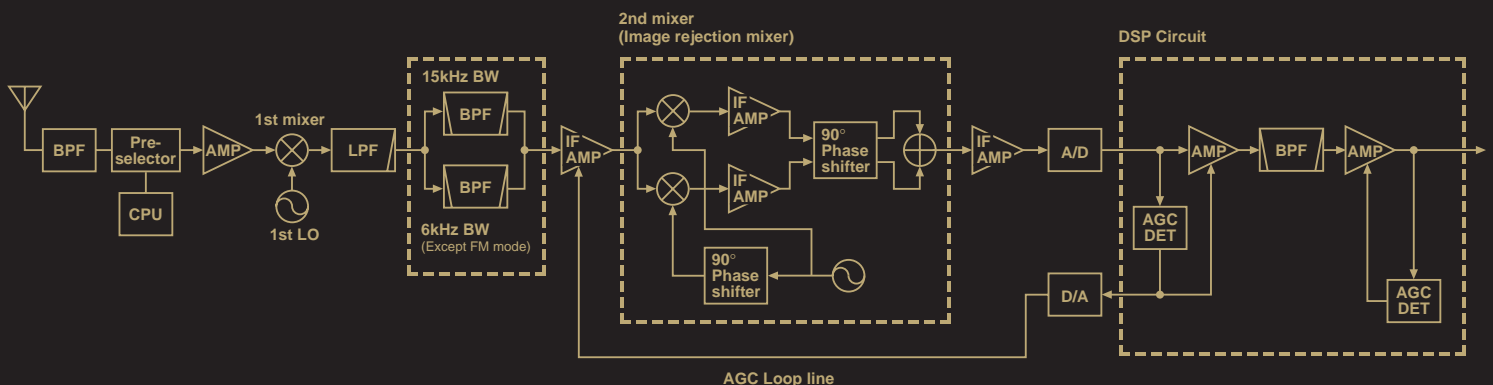 2nd mixer
(Image rejection mixer)
DSP Circuit
15kHz BW
BPF
1st mixer
BPF
Pre-
selector
AMP
LPF
CPU
1st LO
BPF
6kHz BW
(Except FM mode)
IF
AMP
IF
AMP
IF
AMP
90°
Phase
shifter
90°
Phase
shifter
IF
AMP
A/D
D/A
AMP
BPF
AMP
AGC
DET
AGC
DET
AGC Loop line